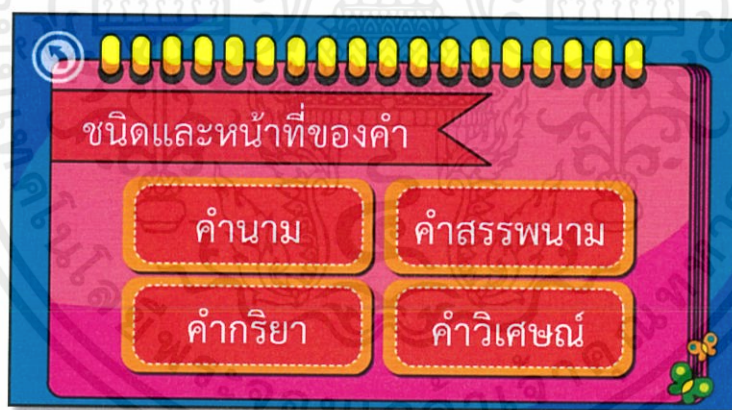 ชนิดและหน้าที่ของคำ
คำนาม
คำสรรพนาม
คำกริยา
คำวิเศษณ์